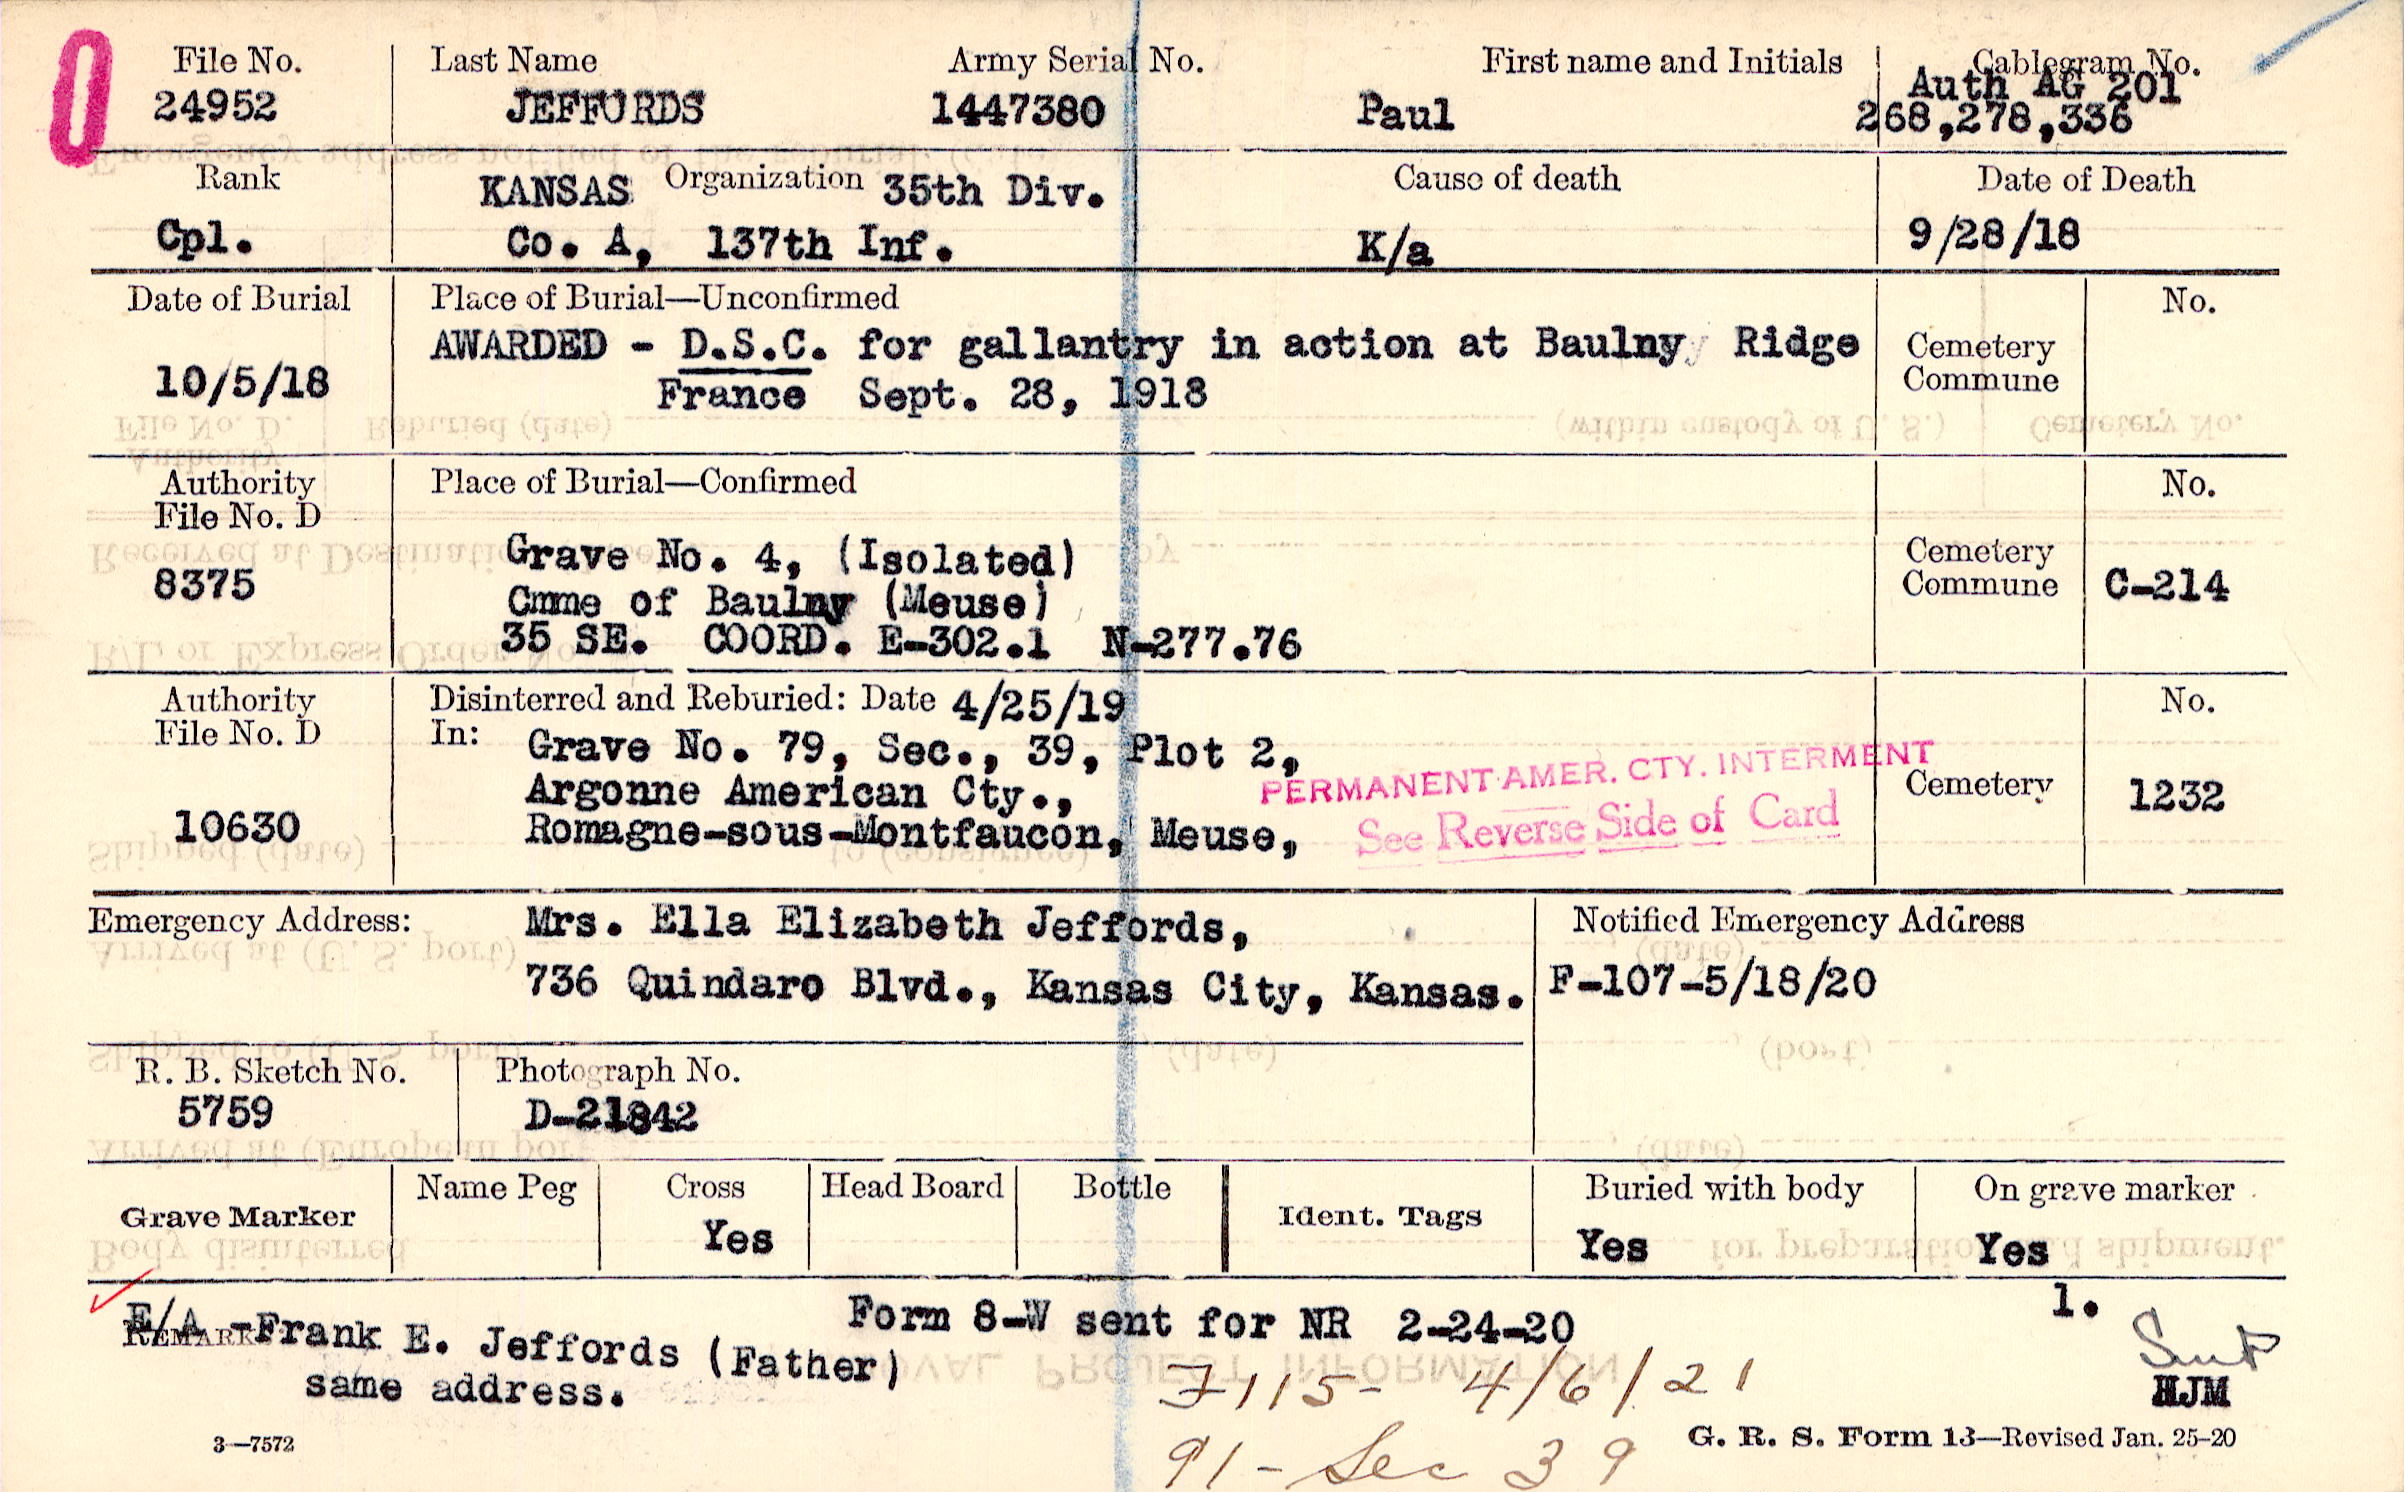 File No. Last Name Army Serial No. First name and Initials Cablegram No.
24952 JEFFORDS 1447380 Paul Auth AG 201
268,278,336
Rank KANSAS Organization 35th Div. Cause of death Date of Death
Cpl. Co. A, 137th Inf. K/a 9/28/18
Date of Burial Place of Burial—Unconfirmed No.
AWARDED - D.S.C. for gallantry in action at Baulny Ridge Cemetery
10/5/18 France Sept. 28, 1918 Commune
Authority Place of Burial—Confirmed No.
File No. D
8375 Grave No. 4, (Isolated) Cemetery
Cmme of Baulny (Meuse) Commune C-214
35 SE. COORD. E-302.1 N-277.76
Authority Disinterred and Reburied: Date 4/25/19 No.
File No. D In: Grave No. 79, Sec., 39, Plot 2,
PERMANENT AMER. CTY. INTERMENT
Argonne American Cty., Cemetery 1232
10630 Romagne-sous-Montfaucon, Meuse, See Reverse Side of Card
Emergency Address: Mrs. Ella Elizabeth Jeffords, Notified Emergency Address
736 Quindaro Blvd., Kansas City, Kansas. F-107-5/18/20
R. B. Sketch No. Photograph No.
5759 D-21842
Grave Marker Name Peg Cross Head Board Bottle Ident. Tags Buried with body On grave marker
Yes Yes Yes
1.
E/A -Frank E. Jeffords (Father) Form 8-W sent for NR 2-24-20
REMARK
same address. 7115- 4/6/21
HJM
91- Sec 39
3—7572 G. R. S. Form 13—Revised Jan. 25-20